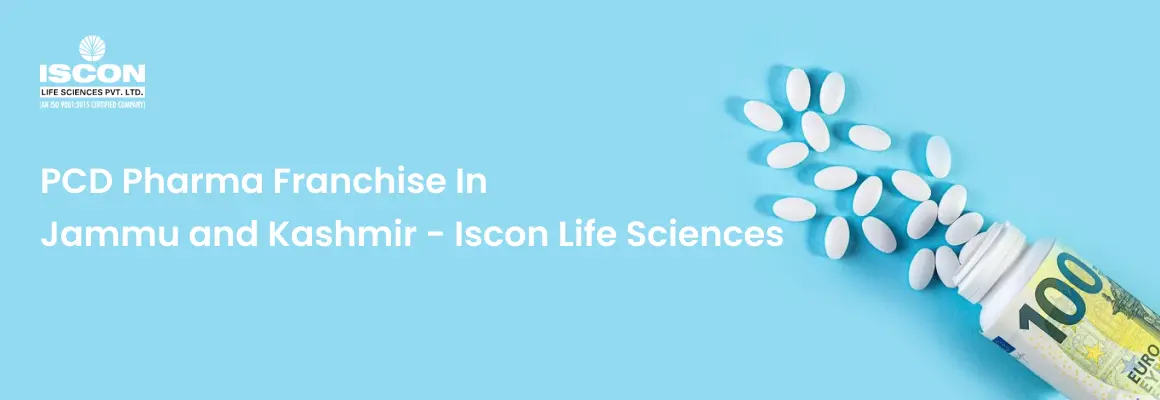 ISCON
LIFE SCIENCES PVT. LTD.
(AN ISO 9001:2015 CERTIFIED COMPANY)
PCD Pharma Franchise In
Jammu and Kashmir - Iscon Life Sciences
100
EURO